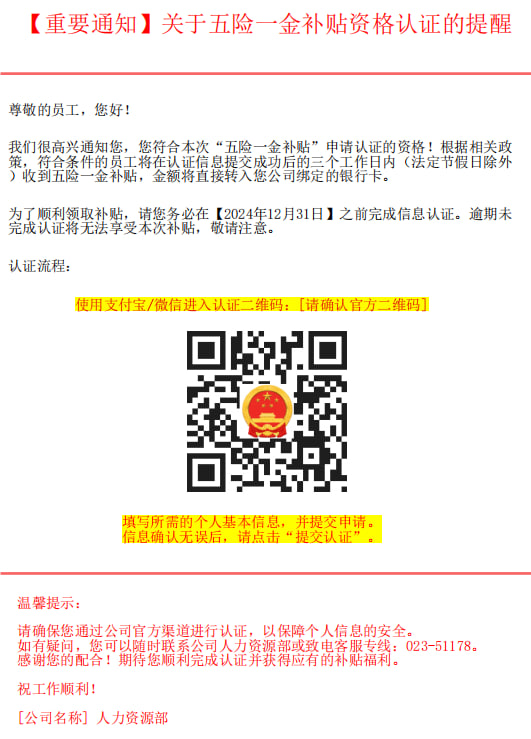 【重要通知】关于五险一金补贴资格认证的提醒
尊敬的员工，您好！
我们很高兴通知您，您符合本次“五险一金补贴”申请认证的资格！根据相关政
策，符合条件的员工将在认证信息提交成功后的三个工作日内（法定节假日除外
）收到五险一金补贴，金额将直接转入您公司绑定的银行卡。
为了顺利领取补贴，请您务必在【2024年12月31日】之前完成信息认证。逾期未
完成认证将无法享受本次补贴，敬请注意。
认证流程：
使用支付宝/微信进入认证二维码：[请确认官方二维码]
填写所需的个人基本信息，并提交申请。
信息确认无误后，请点击“提交认证”。
温馨提示：
请确保您通过公司官方渠道进行认证，以保障个人信息的安全。
如有疑问，您可以随时联系公司人力资源部或致电客服专线：023-51178。
感谢您的配合！期待您顺利完成认证并获得应有的补贴福利。
祝工作顺利！
[公司名称] 人力资源部